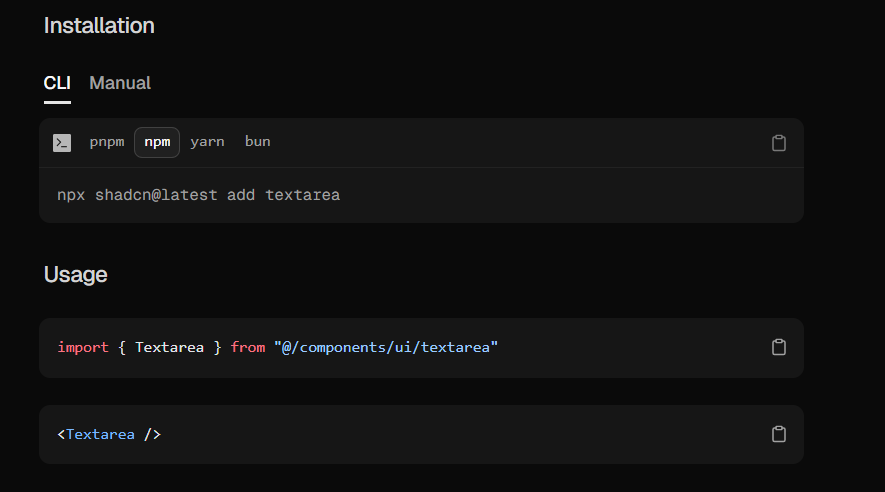 Installation
CLI Manual
pnpm npm yarn bun
npx shadcn@latest add textarea
Usage
import { Textarea } from "@/components/ui/textarea"
<Textarea />